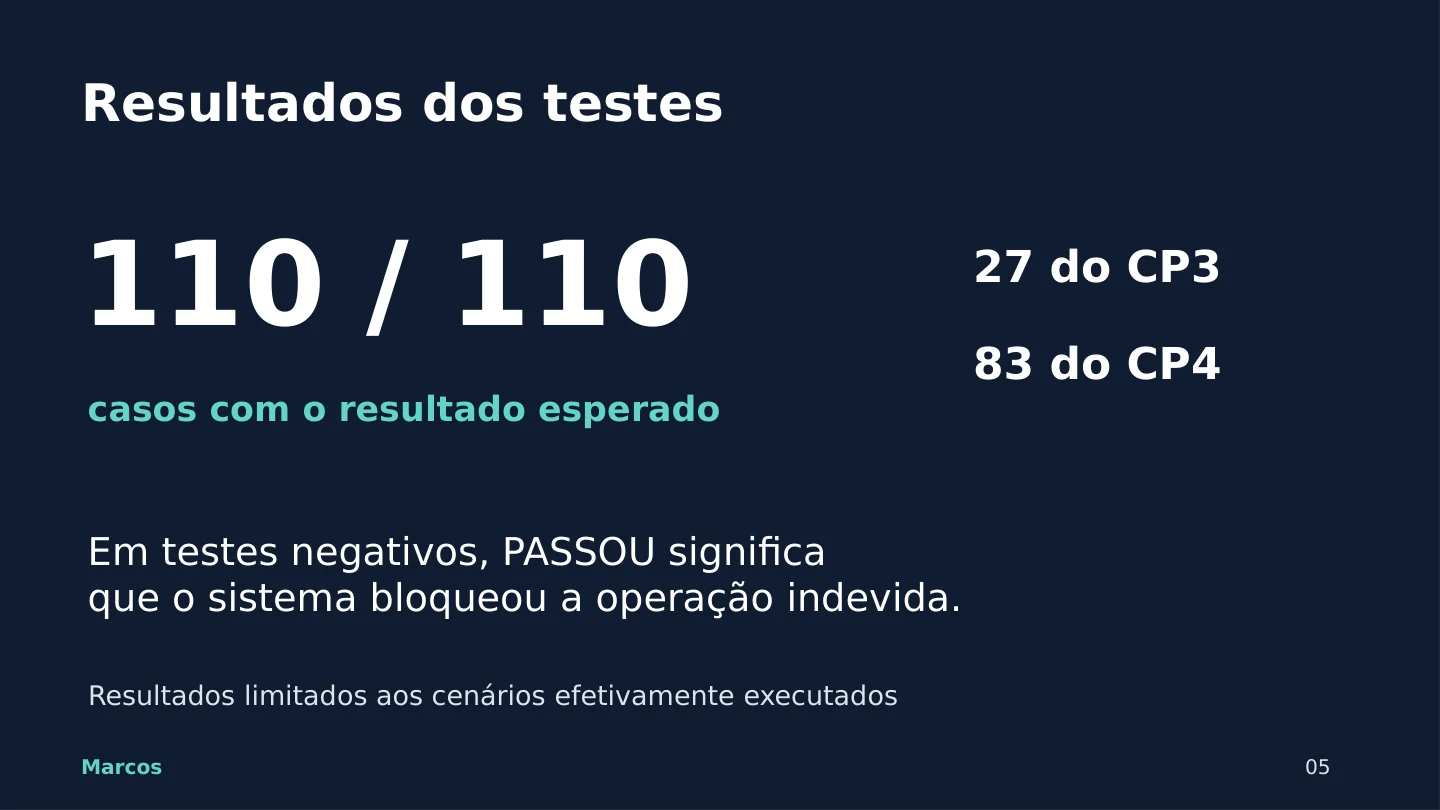 Resultados dos testes
110 / 110
casos com o resultado esperado
27 do CP3
83 do CP4
Em testes negativos, PASSOU significa
que o sistema bloqueou a operação indevida.
Resultados limitados aos cenários efetivamente executados
Marcos
05